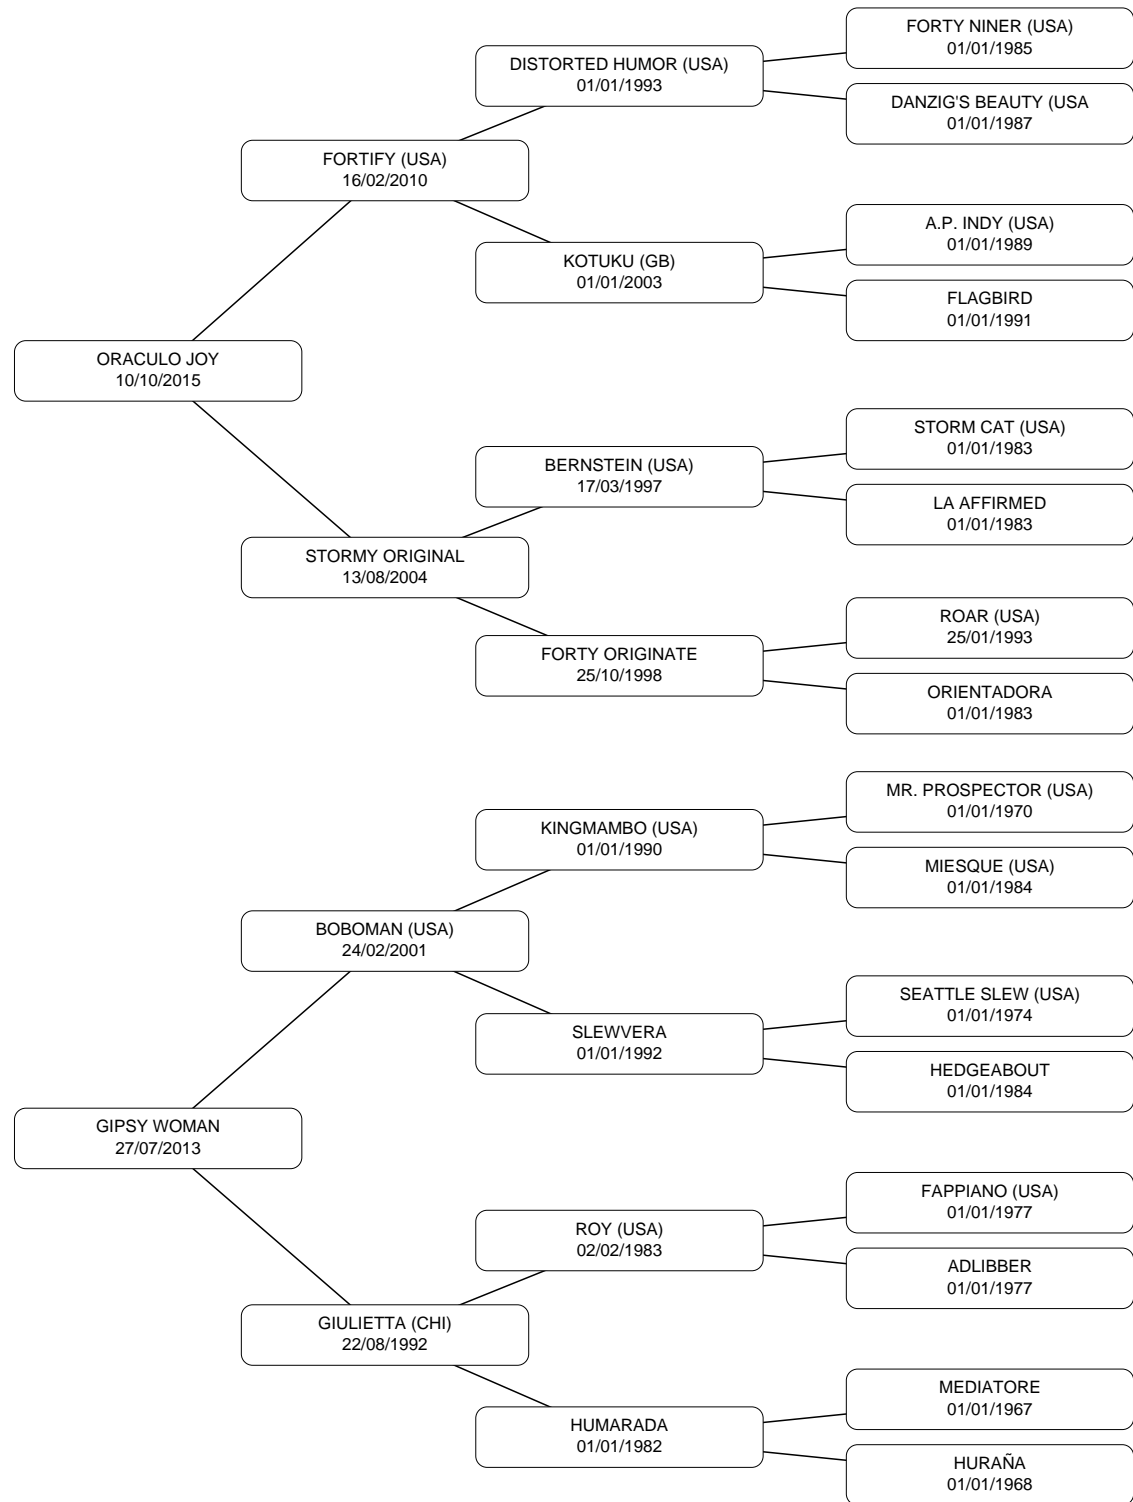 FORTY NINER (USA)
01/01/1985
DISTORTED HUMOR (USA)
01/01/1993
DANZIG'S BEAUTY (USA
01/01/1987
FORTIFY (USA)
16/02/2010
A.P. INDY (USA)
01/01/1989
KOTUKU (GB)
01/01/2003
FLAGBIRD
01/01/1991
ORACULO JOY
10/10/2015
STORM CAT (USA)
01/01/1983
BERNSTEIN (USA)
17/03/1997
LA AFFIRMED
01/01/1983
STORMY ORIGINAL
13/08/2004
ROAR (USA)
25/01/1993
FORTY ORIGINATE
25/10/1998
ORIENTADORA
01/01/1983
MR. PROSPECTOR (USA)
01/01/1970
KINGMAMBO (USA)
01/01/1990
MIESQUE (USA)
01/01/1984
BOBOMAN (USA)
24/02/2001
SEATTLE SLEW (USA)
01/01/1974
SLEWVERA
01/01/1992
HEDGEABOUT
01/01/1984
GIPSY WOMAN
27/07/2013
FAPPIANO (USA)
01/01/1977
ROY (USA)
02/02/1983
ADLIBBER
01/01/1977
GIULIETTA (CHI)
22/08/1992
MEDIATORE
01/01/1967
HUMARADA
01/01/1982
HURAÑA
01/01/1968